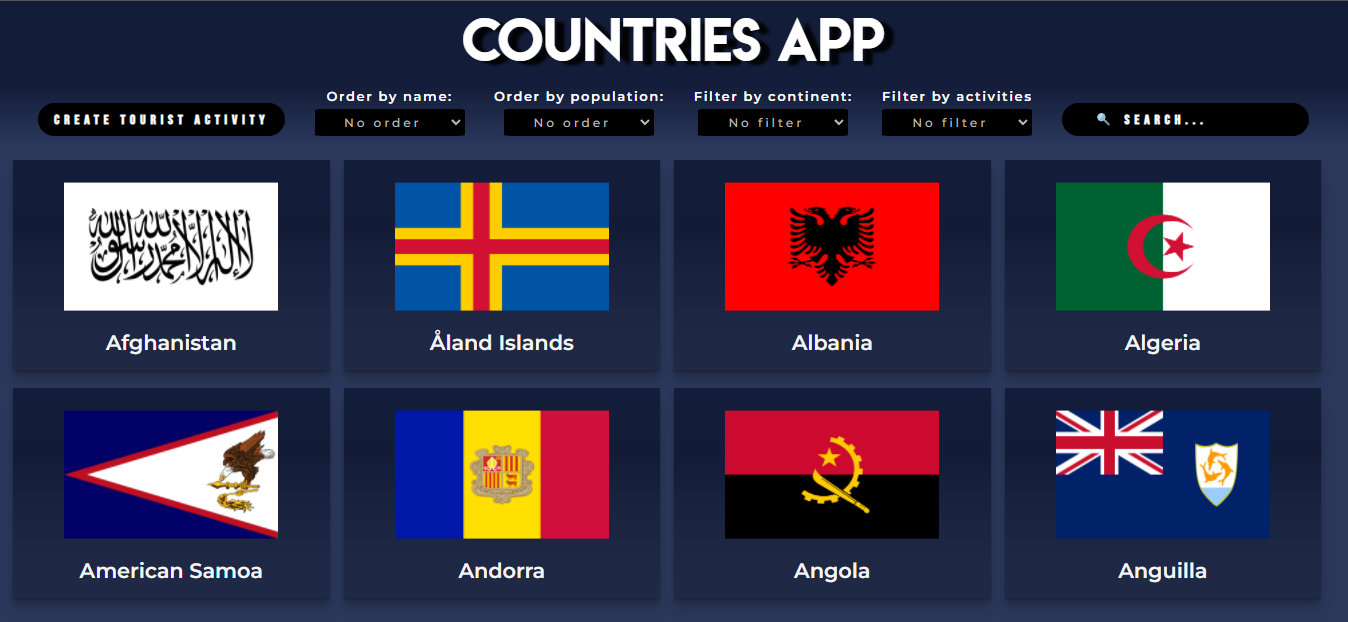 COUNTRIES APP
CREATE TOURIST ACTIVITY
Order by name:
No order
Order by population:
No order
Filter by continent:
No filter
Filter by activities
No filter
🔍 SEARCH...
لا إله إلا الله محمد رسول الله
Afghanistan
Åland Islands
Albania
Algeria
American Samoa
Andorra
Angola
Anguilla